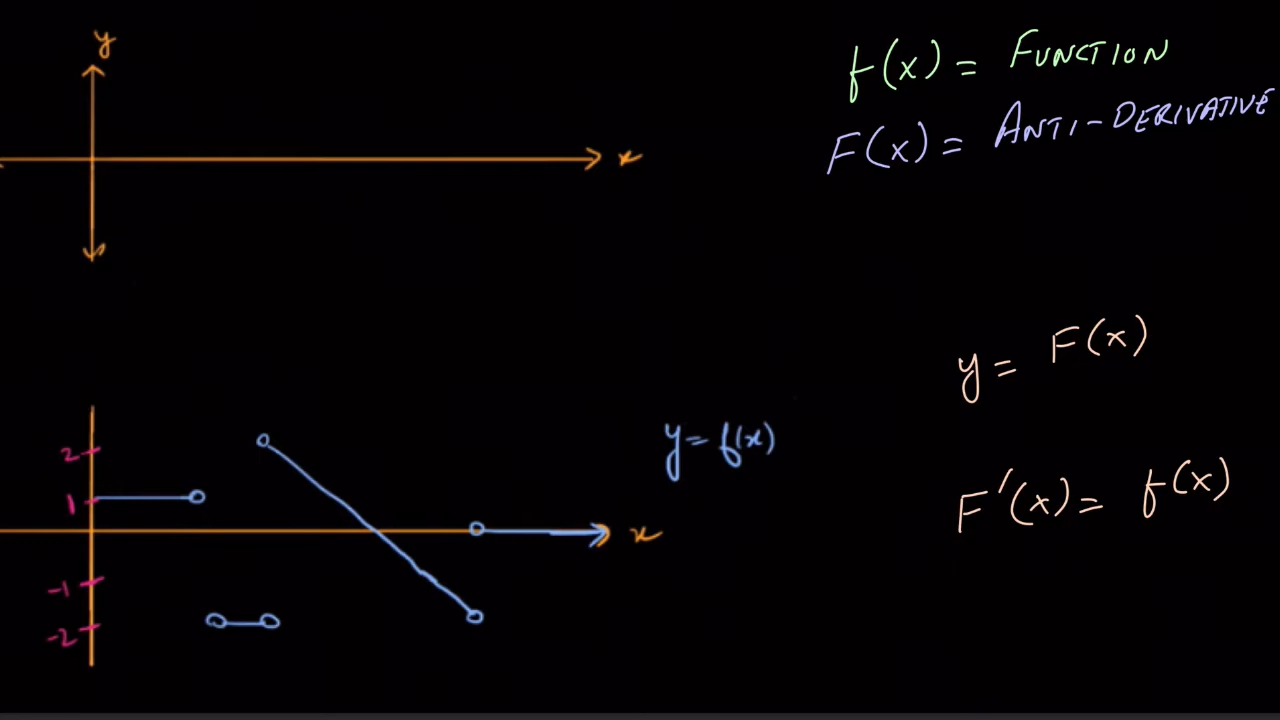 y
x
f(x) = FUNCTION
F(x) = ANTI-DERIVATIVE
y = F(x)
y = f(x)
2
1
x
-1
-2
F'(x) = f(x)